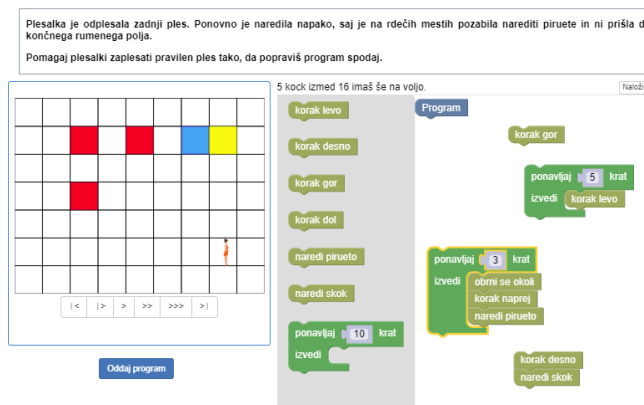 Plesalka je odplesala zadnji ples. Ponovno je naredila napako, saj je na rdečih mestih pozabila narediti piruete in ni prišla d
končnega rumenega polja.
Pomagaj plesalki zaplesati pravilen ples tako, da popraviš program spodaj.
5 kock izmed 16 imaš še na voljo.
Naloži
korak levo
korak desno
korak gor
korak dol
naredi pirueto
naredi skok
ponavljaj 10 krat
izvedi
Program
korak gor
ponavljaj 5 krat
izvedi korak levo
ponavljaj 3 krat
izvedi obrni se okoli
korak naprej
naredi pirueto
korak desno
naredi skok
|< |> > >> >>> >|
Oddaj program